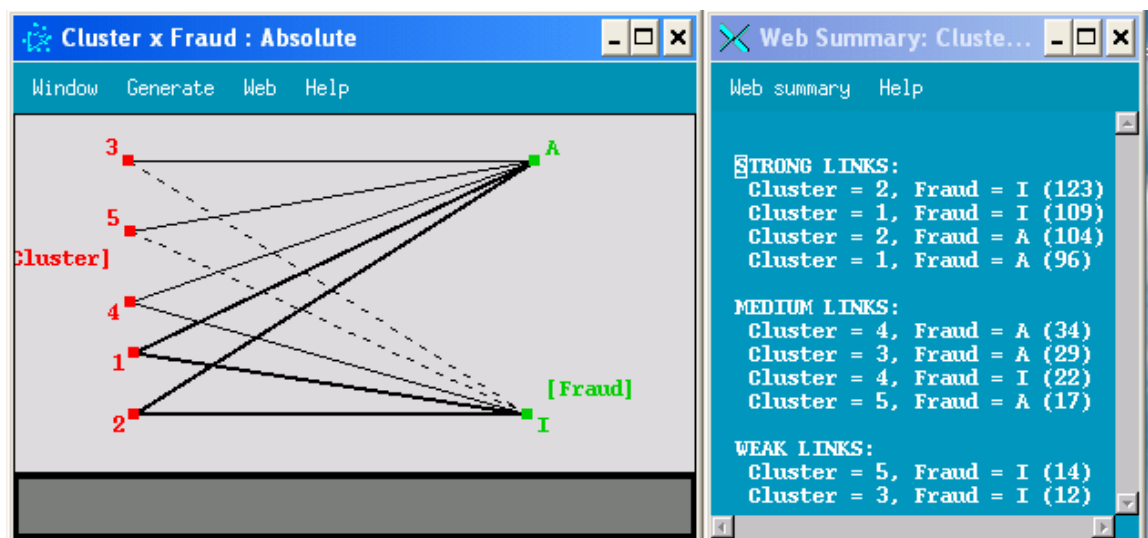 Cluster x Fraud : Absolute
Window Generate Web Help
3
A
5
Cluster]
4
1
[Fraud]
2
I
Web Summary: Cluste...
Web summary Help
STRONG LINKS:
Cluster = 2, Fraud = I (123)
Cluster = 1, Fraud = I (109)
Cluster = 2, Fraud = A (104)
Cluster = 1, Fraud = A (96)
MEDIUM LINKS:
Cluster = 4, Fraud = A (34)
Cluster = 3, Fraud = A (29)
Cluster = 4, Fraud = I (22)
Cluster = 5, Fraud = A (17)
WEAK LINKS:
Cluster = 5, Fraud = I (14)
Cluster = 3, Fraud = I (12)